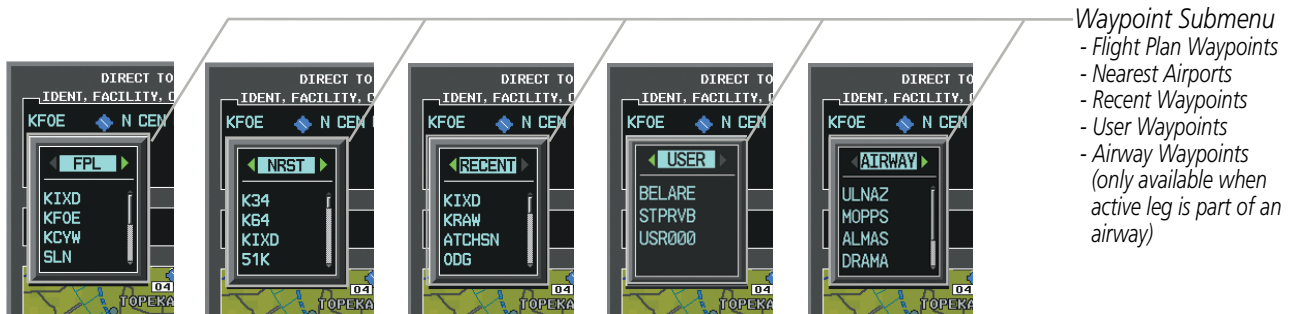 Waypoint Submenu
- Flight Plan Waypoints
- Nearest Airports
- Recent Waypoints
- User Waypoints
- Airway Waypoints
(only available when
active leg is part of an
airway)
DIRECT TO
IDENT, FACILITY, C
KFOE N CEN
FPL
KIXD
KFOE
KCYW
SLN
04
TOPEKA
DIRECT TO
IDENT, FACILITY, C
KFOE N CEN
NRST
K34
K64
KIXD
51K
04
TOPEKA
DIRECT TO
IDENT, FACILITY, C
KFOE N CEN
RECENT
KIXD
KRAW
ATCHSN
ODG
04
TOPEKA
DIRECT TO
IDENT, FACILITY, C
KFOE N CEN
USER
BELARE
STPRVB
USR000
04
TOPEKA
DIRECT TO
IDENT, FACILITY, C
KFOE N CEN
AIRWAY
ULNAZ
MOPPS
ALMAS
DRAMA
04
TOPEKA